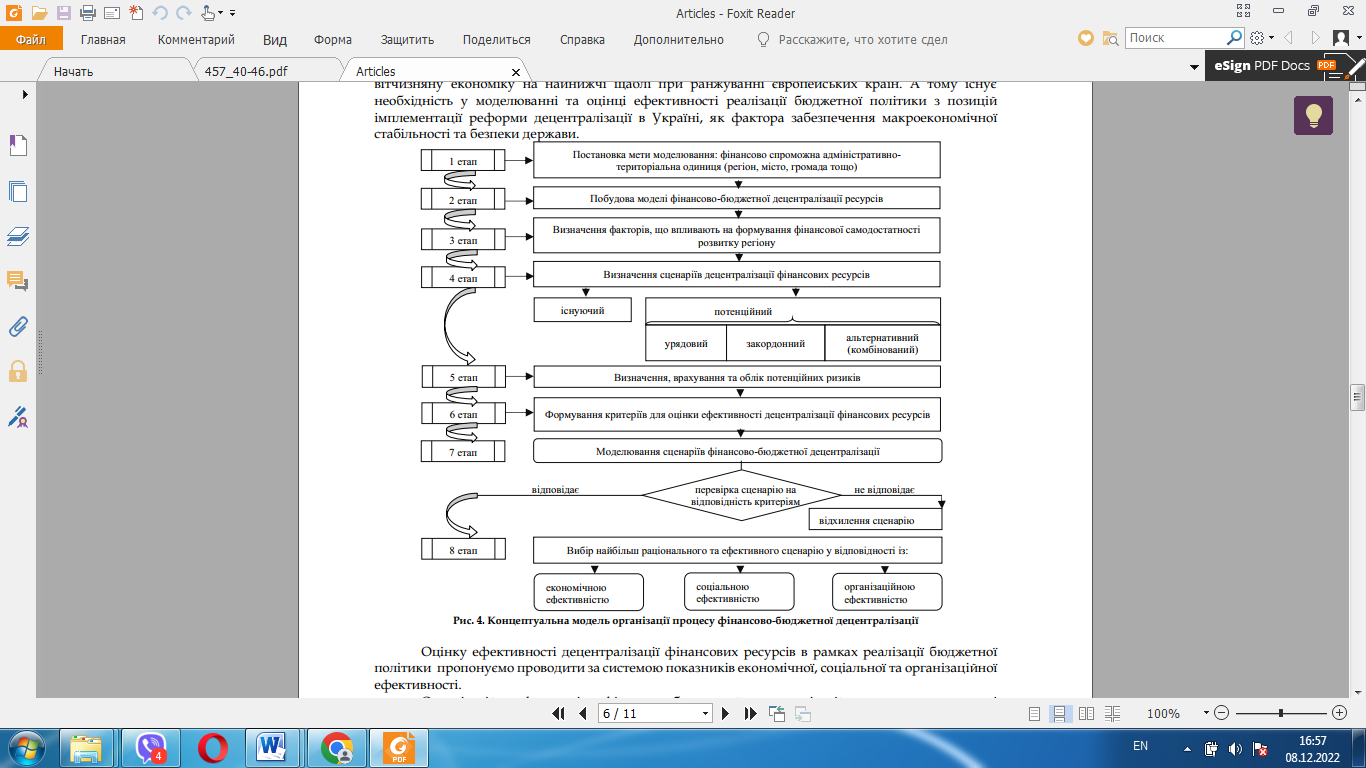 Articles - Foxit Reader
Файл
Главная
Комментарий
Вид
Форма
Защитить
Поделиться
Справка
Дополнительно
Расскажите, что хотите сдел
Поиск
Начать
457_40-46.pdf
Articles
eSign PDF Docs
вітчизняну економіку на найнижчі щаблі при ранжуванні європейських країн. А тому існує
необхідність у моделюванні та оцінці ефективності реалізації бюджетної політики з позицій
імплементації реформи децентралізації в Україні, як фактора забезпечення макроекономічної
стабільності та безпеки держави.
1 етап
Постановка мети моделювання: фінансово спроможна адміністративно-
територіальна одиниця (регіон, місто, громада тощо)
2 етап
Побудова моделі фінансово-бюджетної децентралізації ресурсів
3 етап
Визначення факторів, що впливають на формування фінансової самодостатності
розвитку регіону
4 етап
Визначення сценаріїв децентралізації фінансових ресурсів
існуючий
потенційний
урядовий
закордонний
альтернативний
(комбінований)
5 етап
Визначення, врахування та облік потенційних ризиків
6 етап
Формування критеріїв для оцінки ефективності децентралізації фінансових ресурсів
7 етап
Моделювання сценаріїв фінансово-бюджетної децентралізації
відповідає
перевірка сценарію на
відповідність критеріям
не відповідає
відхилення сценарію
8 етап
Вибір найбільш раціонального та ефективного сценарію у відповідності із:
економічною
ефективністю
соціальною
ефективністю
організаційною
ефективністю
Рис. 4. Концептуальна модель організації процесу фінансово-бюджетної децентралізації
Оцінку ефективності децентралізації фінансових ресурсів в рамках реалізації бюджетної
політики пропонуємо проводити за системою показників економічної, соціальної та організаційної
ефективності.
6 / 11
100%
4
PDF
EN
16:57
08.12.2022